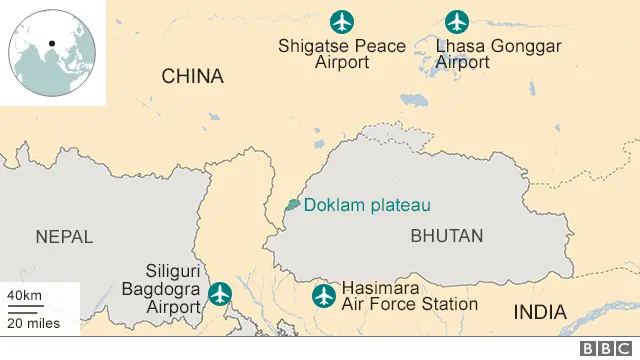 Shigatse Peace
Airport
Lhasa Gonggar
Airport
CHINA
Doklam plateau
NEPAL
BHUTAN
Siliguri
Bagdogra
Airport
Hasimara
Air Force Station
40km
20 miles
INDIA
BBC